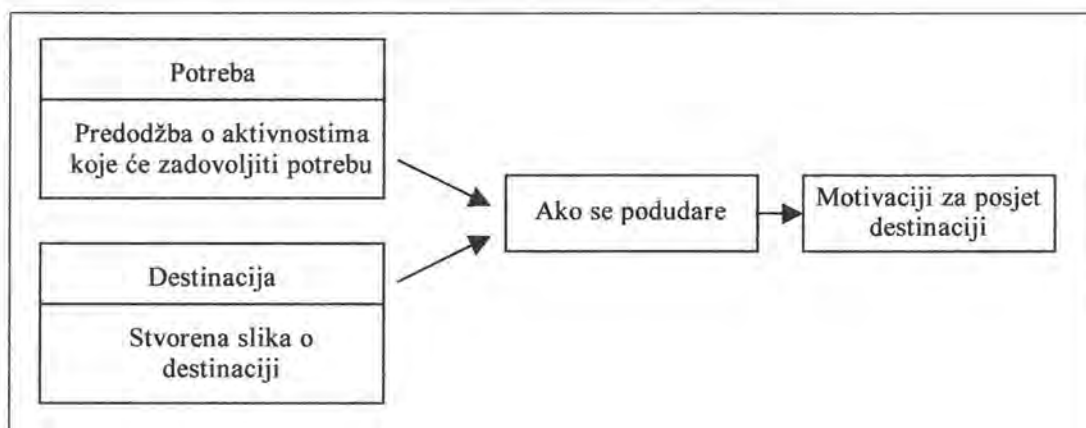 Potreba
Predodžba o aktivnostima
koje će zadovoljiti potrebu
Destinacija
Stvorena slika o
destinaciji
Ako se podudare
Motivaciji za posjet
destinaciji